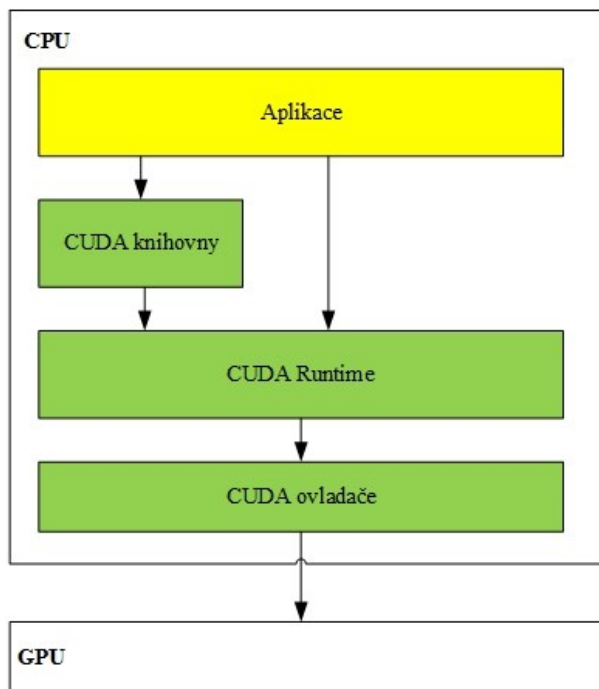 CPU
Aplikace
CUDA knihovny
CUDA Runtime
CUDA ovladače
GPU